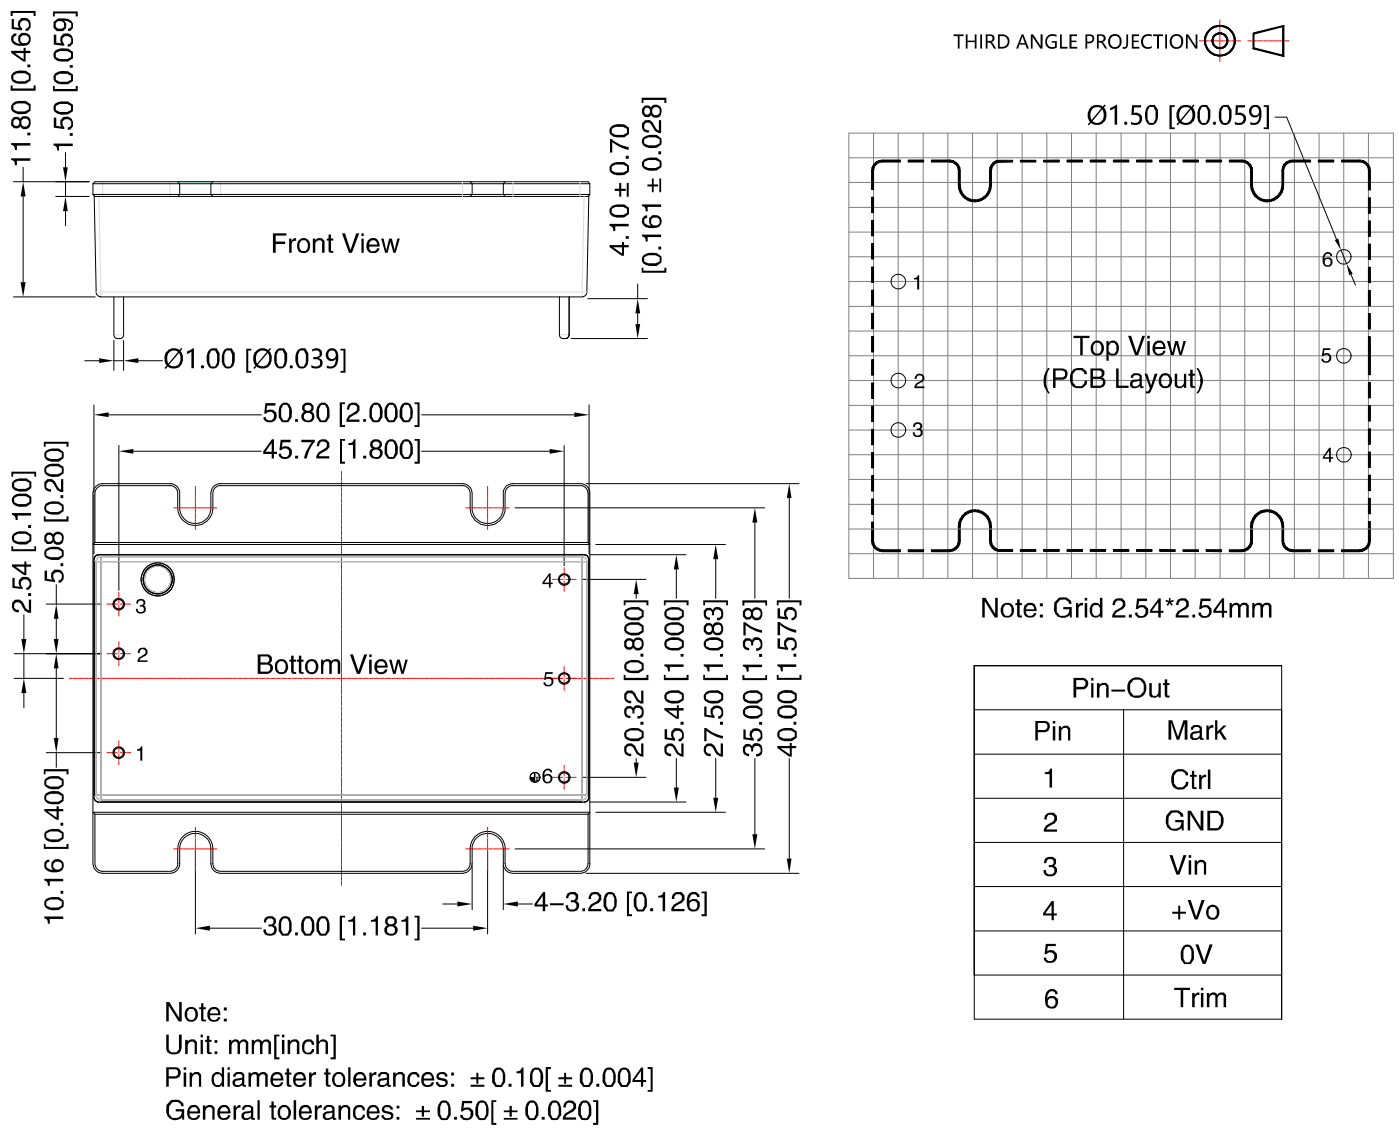 THIRD ANGLE PROJECTION
11.80 [0.465]
1.50 [0.059]
4.10 ± 0.70
[0.161 ± 0.028]
Front View
Ø1.00 [Ø0.039]
Ø1.50 [Ø0.059]
6
1
5
2
3
4
Top View
(PCB Layout)
Note: Grid 2.54*2.54mm
50.80 [2.000]
45.72 [1.800]
2.54 [0.100]
5.08 [0.200]
10.16 [0.400]
4
3
2
Bottom View
5
1
6
20.32 [0.800]
25.40 [1.000]
27.50 [1.083]
35.00 [1.378]
40.00 [1.575]
4–3.20 [0.126]
30.00 [1.181]
Pin–Out
Pin Mark
1 Ctrl
2 GND
3 Vin
4 +Vo
5 0V
6 Trim
Note:
Unit: mm[inch]
Pin diameter tolerances: ± 0.10[ ± 0.004]
General tolerances: ± 0.50[ ± 0.020]